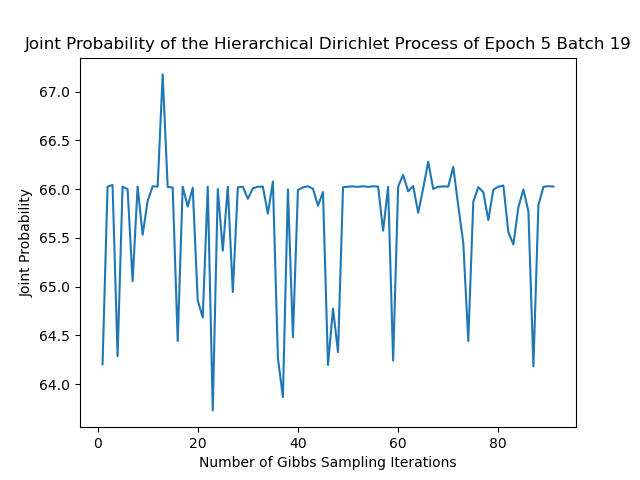 Joint Probability of the Hierarchical Dirichlet Process of Epoch 5 Batch 19
67.0
66.5
66.0
65.5
65.0
64.5
64.0
Joint Probability
0 20 40 60 80
Number of Gibbs Sampling Iterations